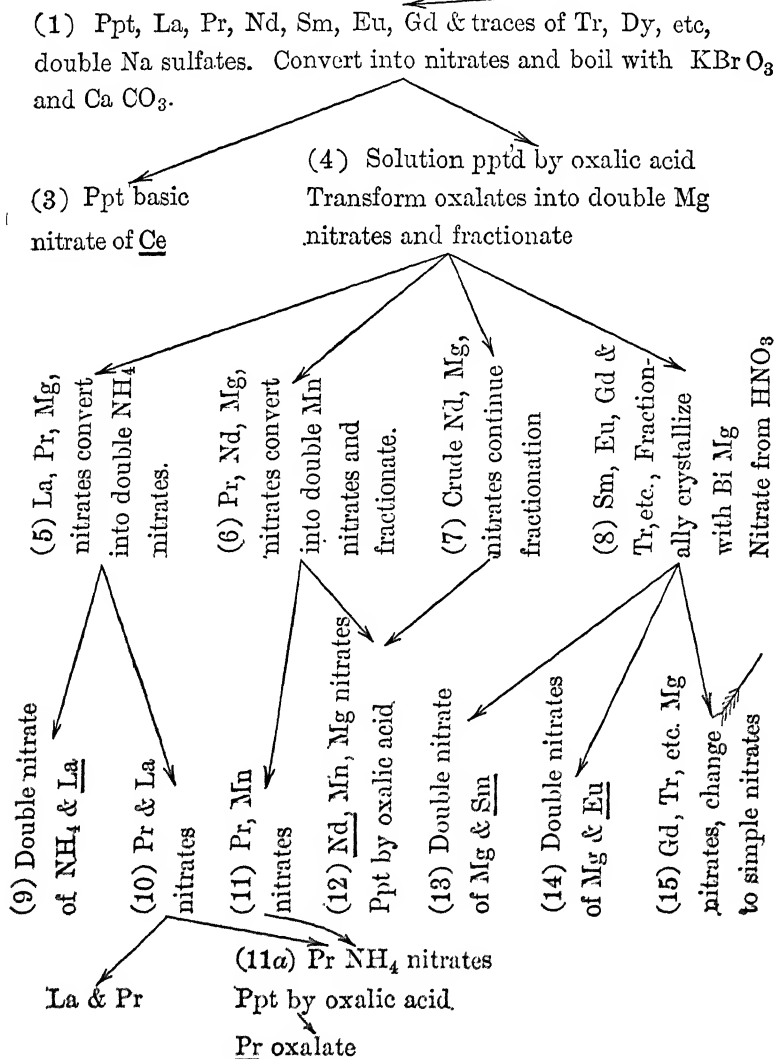 (1) Ppt, La, Pr, Nd, Sm, Eu, Gd & traces of Tr, Dy, etc,
double Na sulfates. Convert into nitrates and boil with KBrO₃
and CaCO₃.
(3) Ppt basic
nitrate of Ce
(4) Solution ppt'd by oxalic acid
Transform oxalates into double Mg
nitrates and fractionate
(5) La, Pr, Mg,
nitrates convert
into double NH₄
nitrates.
(6) Pr, Nd, Mg,
nitrates convert
into double Mn
nitrates and
fractionate.
(7) Crude Nd, Mg,
nitrates continue
fractionation
(8) Sm, Eu, Gd &
Tr, etc., Fraction-
ally crystallize
with Bi Mg
Nitrate from HNO₃
(9) Double nitrate
of NH₄ & La
(10) Pr & La
nitrates
(11) Pr, Mn
nitrates
(12) Nd, Mn, Mg nitrates
Ppt by oxalic acid
(13) Double nitrate
of Mg & Sm
(14) Double nitrates
of Mg & Eu
(15) Gd, Tr, etc. Mg
nitrates, change
to simple nitrates
La & Pr
(11a) Pr NH₄ nitrates
Ppt by oxalic acid.
Pr oxalate